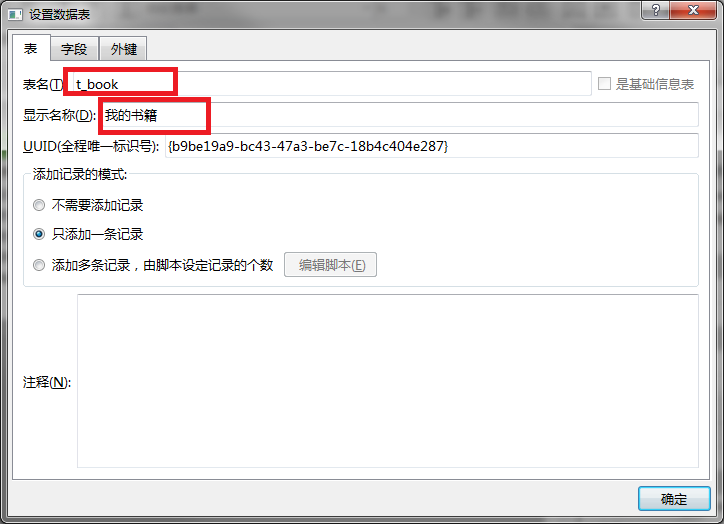 设置数据表
表 字段 外键
表名(T) t_book 是基础信息表
显示名称(D): 我的书籍
UUID(全程唯一标识号): {b9be19a9-bc43-47a3-be7c-18b4c404e287}
添加记录的模式:
不需要添加记录
只添加一条记录
添加多条记录，由脚本设定记录的个数 编辑脚本(E)
注释(N):
确定